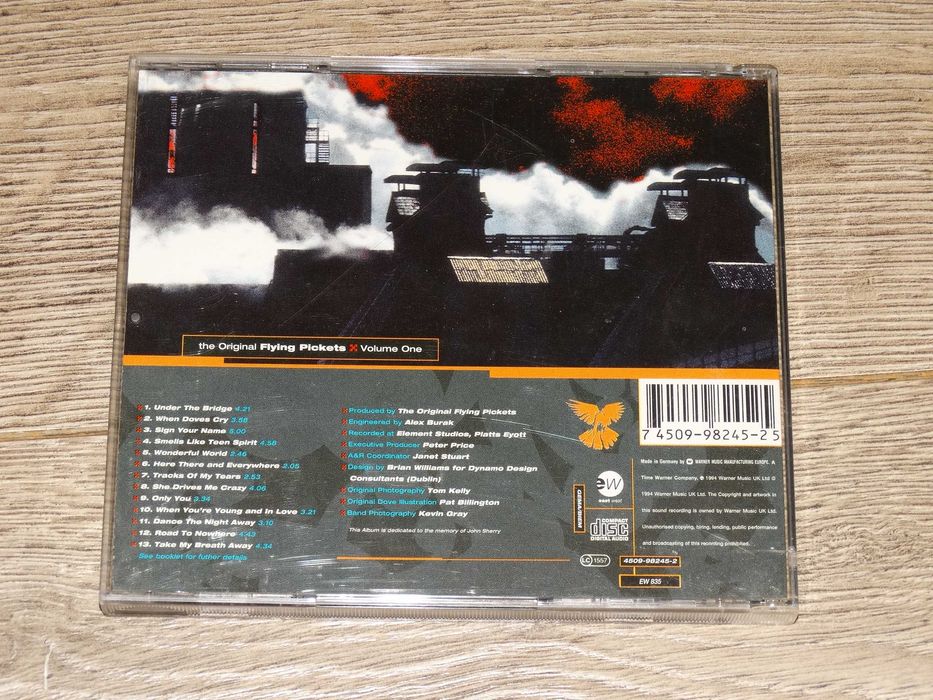 the Original Flying Pickets Volume One
1. Under The Bridge 4.21
2. When Doves Cry 3.58
3. Sign Your Name 5.00
4. Smells Like Teen Spirit 4.58
5. Wonderful World 2.46
6. Here There and Everywhere 2.05
7. Tracks Of My Tears 2.53
8. She Drives Me Crazy 4.06
9. Only You 3.34
10. When You're Young and In Love 3.21
11. Dance The Night Away 3.10
12. Road To Nowhere 4.43
13. Take My Breath Away 4.34
See booklet for futher details
Produced by The Original Flying Pickets
Engineered by Alex Burak
Recorded at Element Studios, Platts Eyott
Executive Producer Peter Price
A&R Coordinator Janet Stuart
Design by Brian Williams for Dynamo Design
Consultants (Dublin)
Original Photography Tom Kelly
Original Dove Illustration Pat Billington
Band Photography Kevin Gray
This Album is dedicated to the memory of John Sherry
7 45099-8245-2 5
Made in Germany by W WARNER MUSIC MANUFACTURING EUROPE. A
Time Warner Company. ℗ 1994 Warner Music UK Ltd ©
1994 Warner Music UK Ltd. The Copyright and artwork in
this sound recording is owned by Warner Music UK Ltd.
Unauthorised copying, hiring, lending, public performance
and broadcasting of this recording prohibited.
ew
east west
GEMA/BIEM
COMPACT
disc
DIGITAL AUDIO
LC 1557
4509-98245-2
EW 835